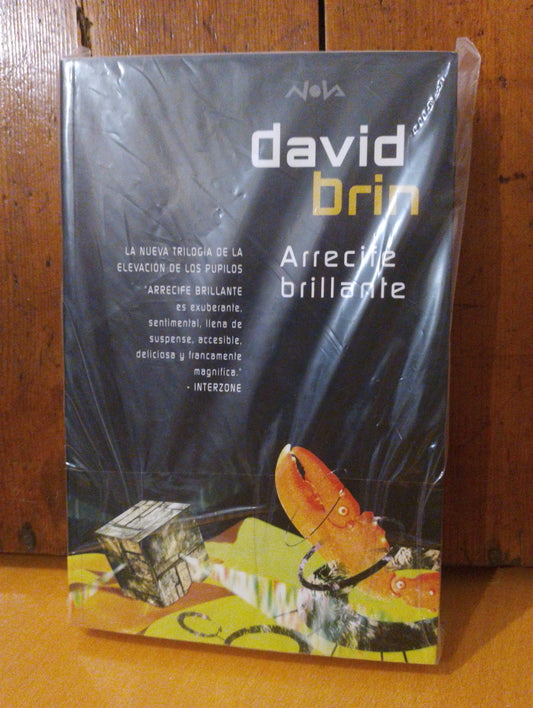 NOVA
david
brin
Arrecife
brillante
LA NUEVA TRILOGÍA DE LA
ELEVACIÓN DE LOS PUPILOS
"ARRECIFE BRILLANTE
es exuberante,
sentimental, llena de
suspense, accesible,
deliciosa y francamente
magnífica."
- INTERZONE